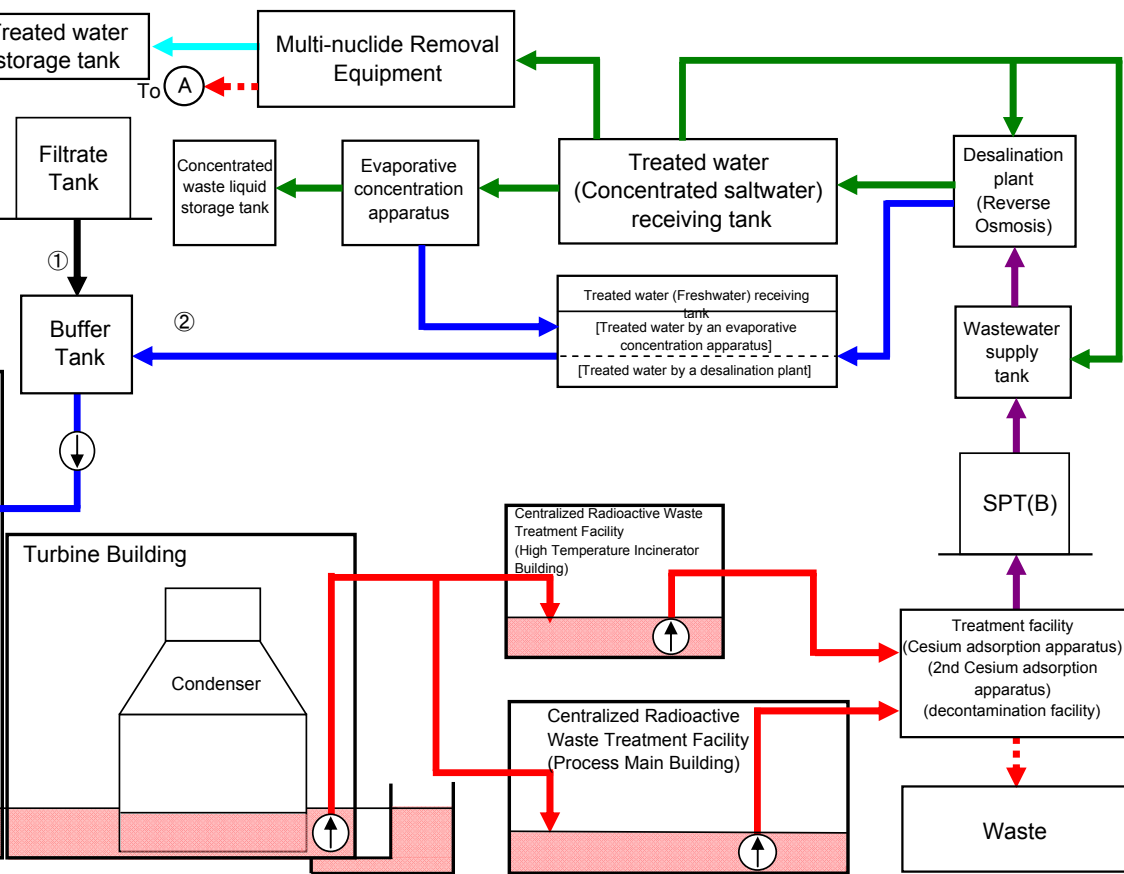 Treated water
storage tank
Multi-nuclide Removal
Equipment
To
A
Filtrate
Tank
Concentrated
waste liquid
storage tank
Evaporative
concentration
apparatus
Treated water
(Concentrated saltwater)
receiving tank
Desalination
plant
(Reverse
Osmosis)
①
②
Buffer
Tank
Treated water (Freshwater) receiving
tank
[Treated water by an evaporative
concentration apparatus]
[Treated water by a desalination plant]
Wastewater
supply
tank
SPT(B)
Turbine Building
Condenser
Centralized Radioactive Waste
Treatment Facility
(High Temperature Incinerator
Building)
Centralized Radioactive
Waste Treatment Facility
(Process Main Building)
Treatment facility
(Cesium adsorption apparatus)
(2nd Cesium adsorption
apparatus)
(decontamination facility)
Waste